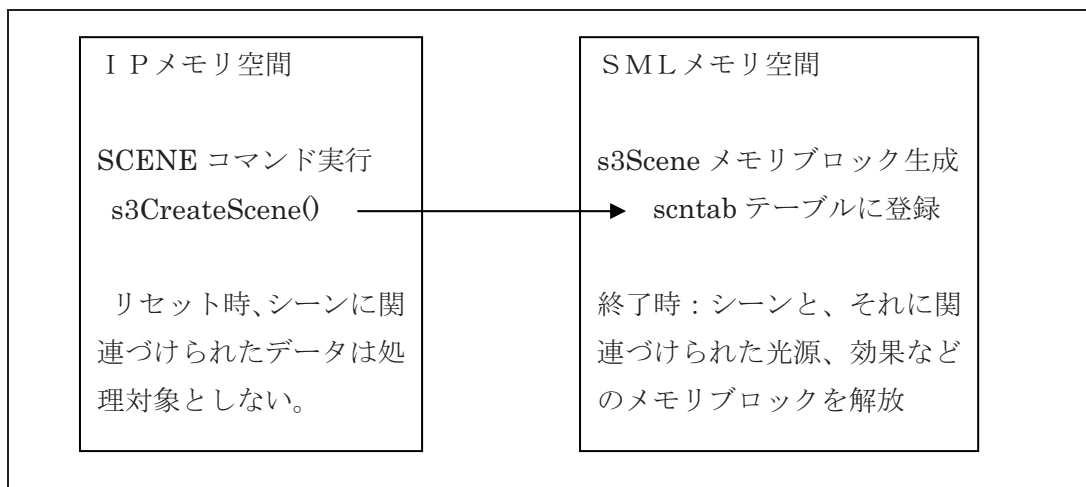 ＩＰメモリ空間
SCENE コマンド実行
s3CreateScene()
リセット時、シーンに関
連づけられたデータは処
理対象としない。
ＳＭＬメモリ空間
s3Scene メモリブロック生成
scntab テーブルに登録
終了時：シーンと、それに関
連づけられた光源、効果など
のメモリブロックを解放